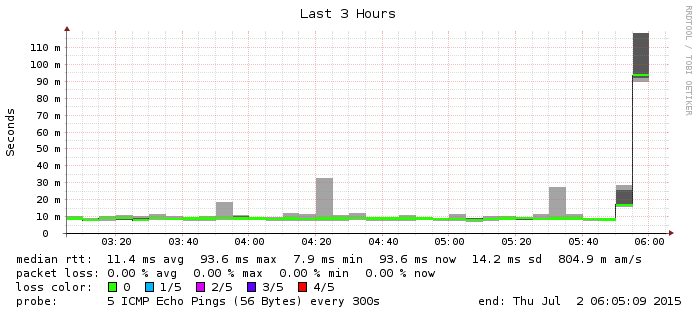 Last 3 Hours
RRDTOOL / TOBI OETIKER
Seconds
110 m
100 m
90 m
80 m
70 m
60 m
50 m
40 m
30 m
20 m
10 m
0
03:20 03:40 04:00 04:20 04:40 05:00 05:20 05:40 06:00
median rtt: 11.4 ms avg 93.6 ms max 7.9 ms min 93.6 ms now 14.2 ms sd 804.9 m am/s
packet loss: 0.00 % avg 0.00 % max 0.00 % min 0.00 % now
loss color: 0 1/5 2/5 3/5 4/5
probe: 5 ICMP Echo Pings (56 Bytes) every 300s end: Thu Jul 2 06:05:09 2015